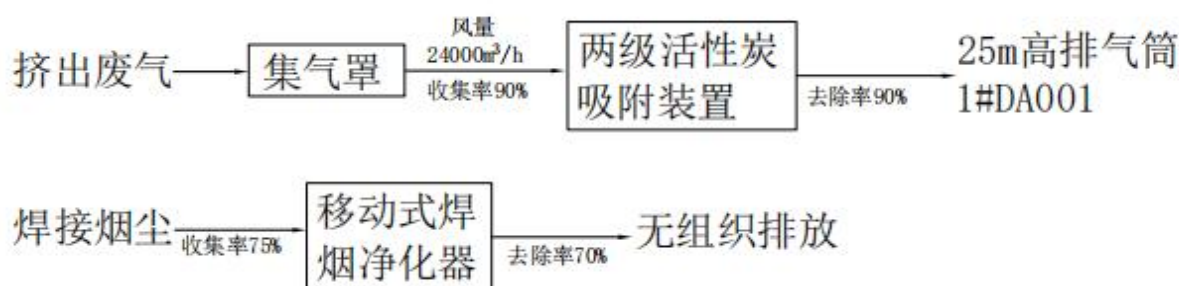 挤出废气
集气罩
风量
24000m³/h
收集率90%
两级活性炭
吸附装置
去除率90%
25m高排气筒
1#DA001
焊接烟尘
收集率75%
移动式焊
烟净化器
去除率70%
无组织排放